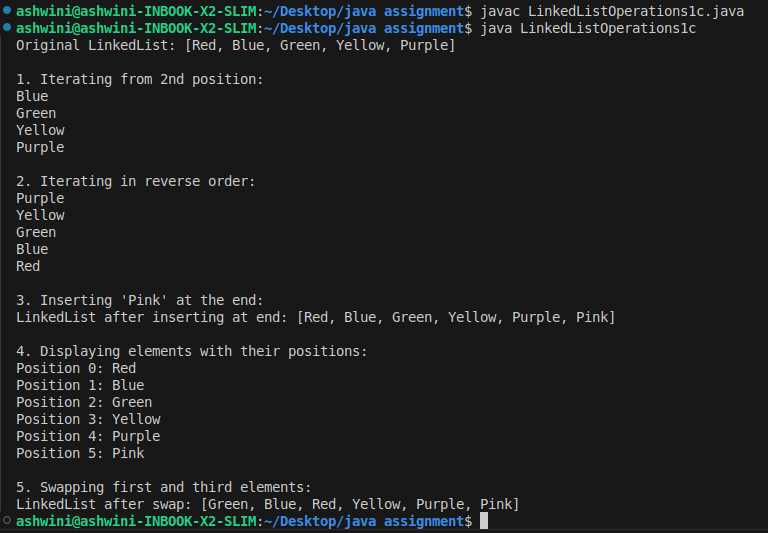 ashwini@ashwini-INBOOK-X2-SLIM:~/Desktop/java assignment$ javac LinkedListOperations1c.java
ashwini@ashwini-INBOOK-X2-SLIM:~/Desktop/java assignment$ java LinkedListOperations1c
Original LinkedList: [Red, Blue, Green, Yellow, Purple]

1. Iterating from 2nd position:
Blue
Green
Yellow
Purple

2. Iterating in reverse order:
Purple
Yellow
Green
Blue
Red

3. Inserting 'Pink' at the end:
LinkedList after inserting at end: [Red, Blue, Green, Yellow, Purple, Pink]

4. Displaying elements with their positions:
Position 0: Red
Position 1: Blue
Position 2: Green
Position 3: Yellow
Position 4: Purple
Position 5: Pink

5. Swapping first and third elements:
LinkedList after swap: [Green, Blue, Red, Yellow, Purple, Pink]
ashwini@ashwini-INBOOK-X2-SLIM:~/Desktop/java assignment$